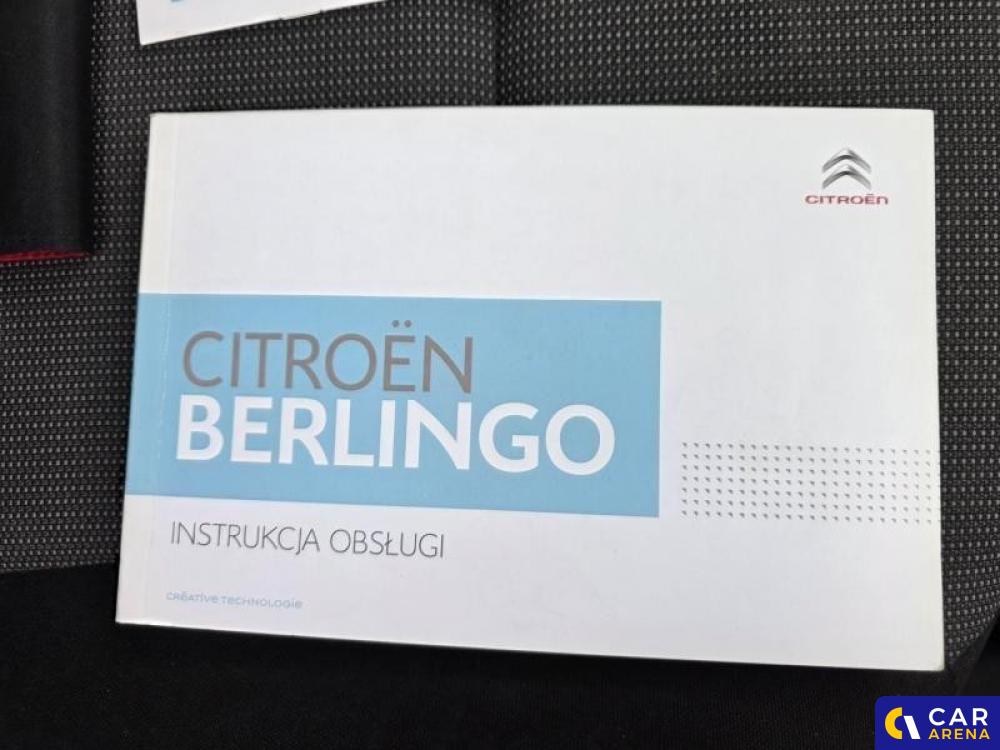 CITROËN
CITROËN
BERLINGO
INSTRUKCJA OBSŁUGI
CRÉATIVE TECHNOLOGIE
CAR
ARENA